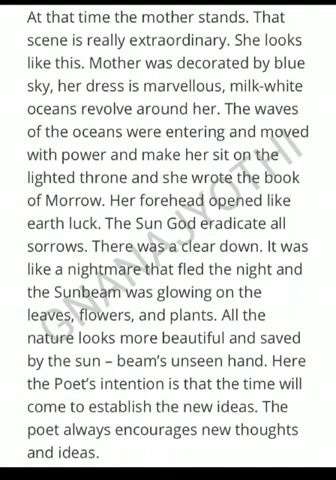 At that time the mother stands. That
scene is really extraordinary. She looks
like this. Mother was decorated by blue
sky, her dress is marvellous, milk-white
oceans revolve around her. The waves
of the oceans were entering and moved
with power and make her sit on the
lighted throne and she wrote the book
of Morrow. Her forehead opened like
earth luck. The Sun God eradicate all
sorrows. There was a clear down. It was
like a nightmare that fled the night and
the Sunbeam was glowing on the
leaves, flowers, and plants. All the
nature looks more beautiful and saved
by the sun – beam's unseen hand. Here
the Poet's intention is that the time will
come to establish the new ideas. The
poet always encourages new thoughts
and ideas.
GNANAJYOTHI